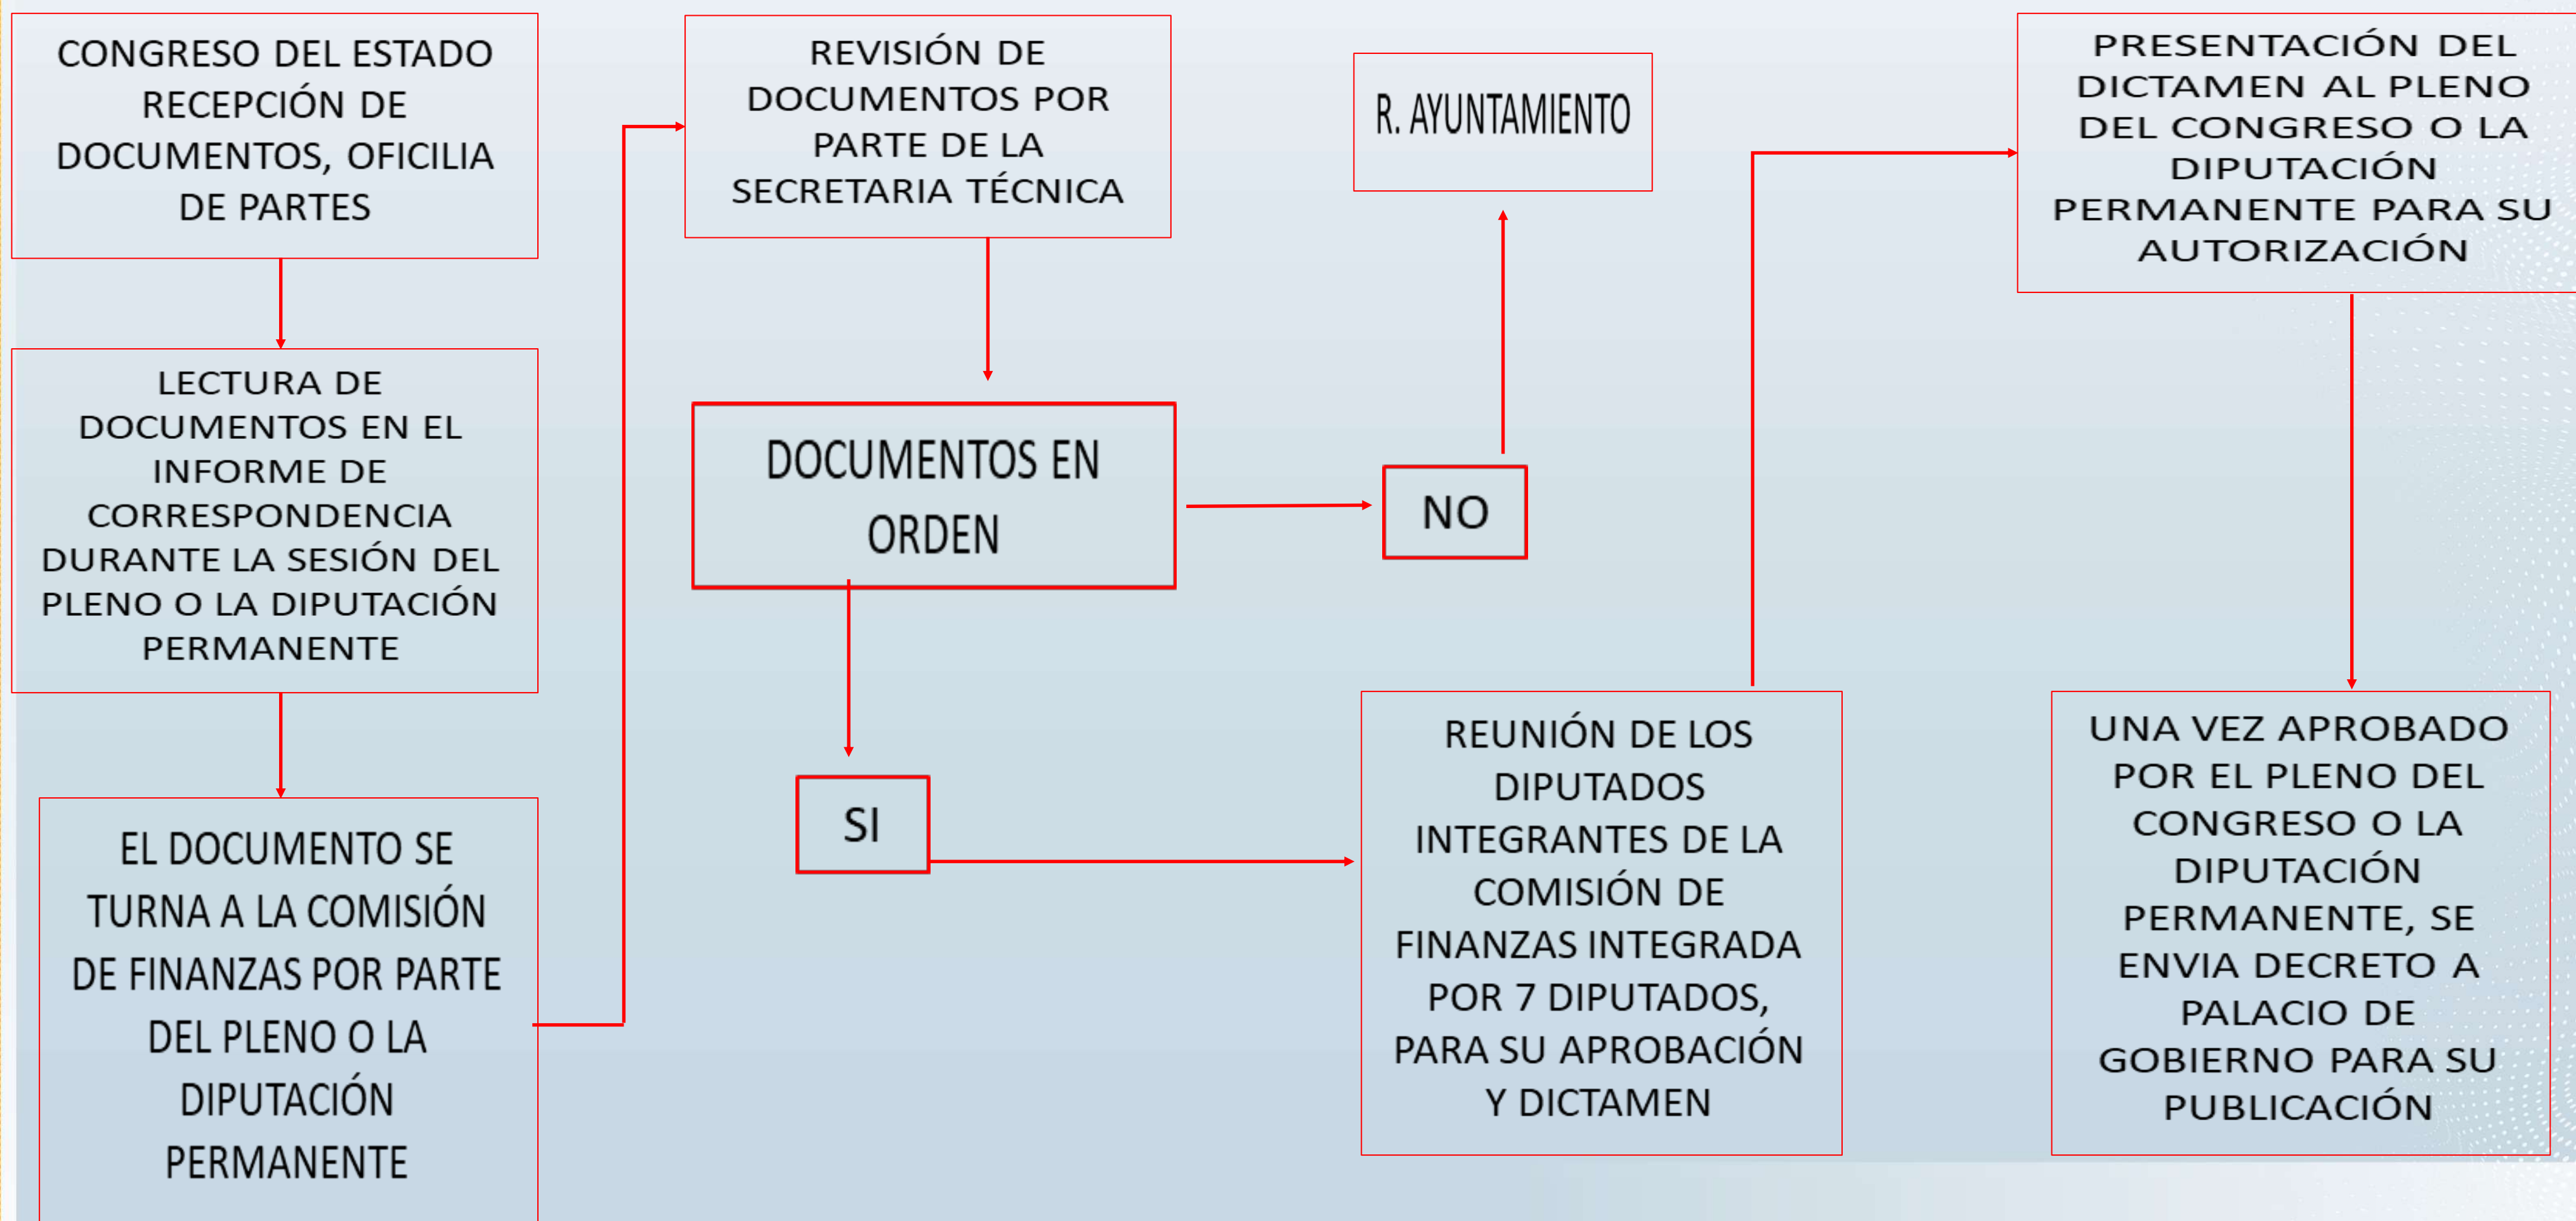 CONGRESO DEL ESTADO
RECEPCIÓN DE
DOCUMENTOS, OFICILIA
DE PARTES
LECTURA DE
DOCUMENTOS EN EL
INFORME DE
CORRESPONDENCIA
DURANTE LA SESIÓN DEL
PLENO O LA DIPUTACIÓN
PERMANENTE
EL DOCUMENTO SE
TURNA A LA COMISIÓN
DE FINANZAS POR PARTE
DEL PLENO O LA
DIPUTACIÓN
PERMANENTE
REVISIÓN DE
DOCUMENTOS POR
PARTE DE LA
SECRETARIA TÉCNICA
DOCUMENTOS EN
ORDEN
NO
R. AYUNTAMIENTO
SI
REUNIÓN DE LOS
DIPUTADOS
INTEGRANTES DE LA
COMISIÓN DE
FINANZAS INTEGRADA
POR 7 DIPUTADOS,
PARA SU APROBACIÓN
Y DICTAMEN
PRESENTACIÓN DEL
DICTAMEN AL PLENO
DEL CONGRESO O LA
DIPUTACIÓN
PERMANENTE PARA SU
AUTORIZACIÓN
UNA VEZ APROBADO
POR EL PLENO DEL
CONGRESO O LA
DIPUTACIÓN
PERMANENTE, SE
ENVIA DECRETO A
PALACIO DE
GOBIERNO PARA SU
PUBLICACIÓN